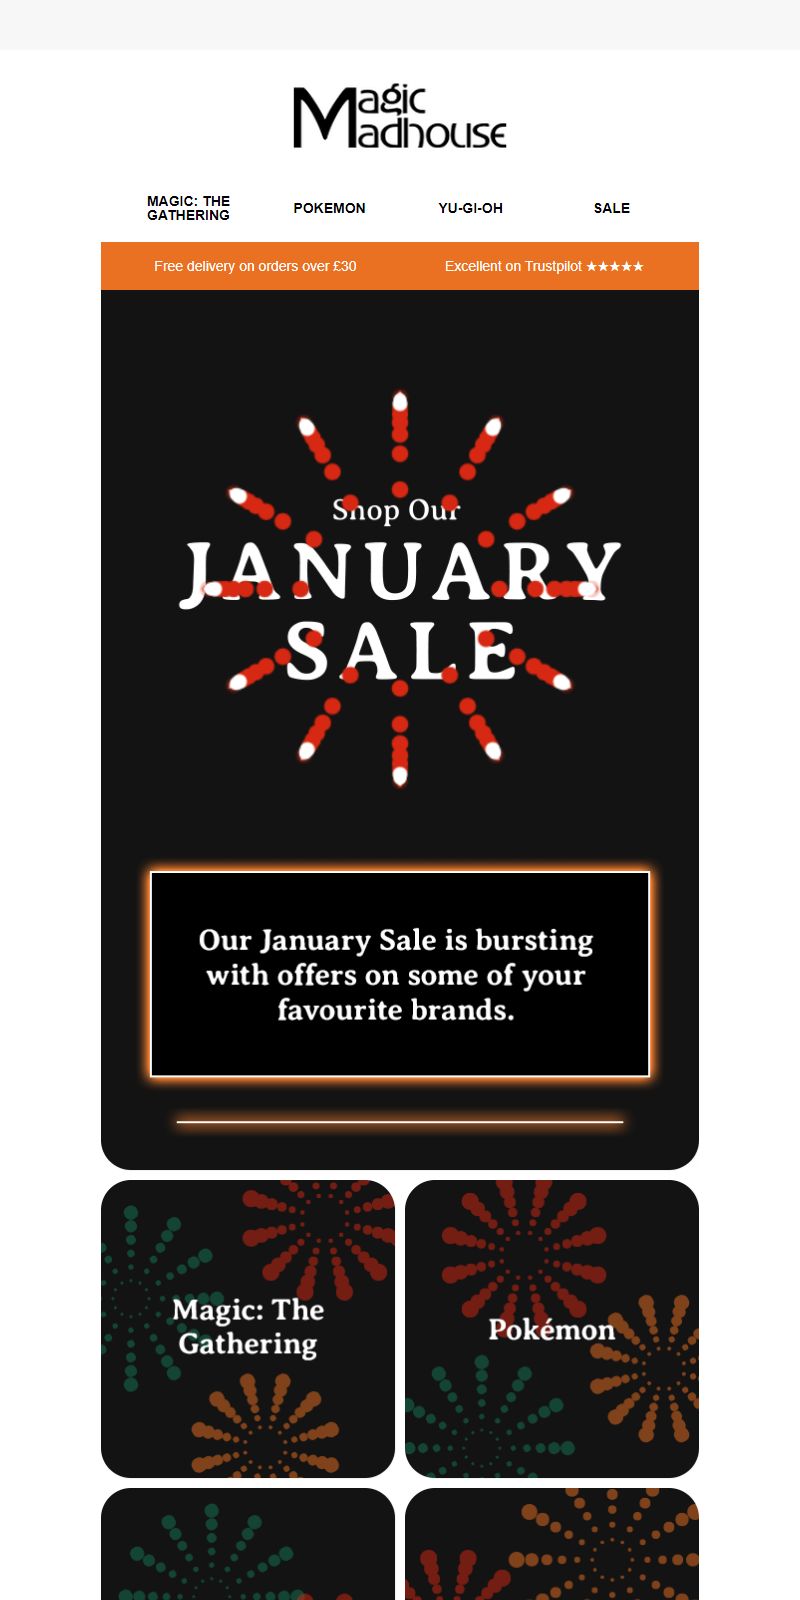 Magic
Madhouse
MAGIC: THE
GATHERING
POKEMON
YU-GI-OH
SALE
Free delivery on orders over £30
Excellent on Trustpilot ★★★★★
Shop Our
JANUARY
SALE
Our January Sale is bursting
with offers on some of your
favourite brands.
Magic: The
Gathering
Pokémon